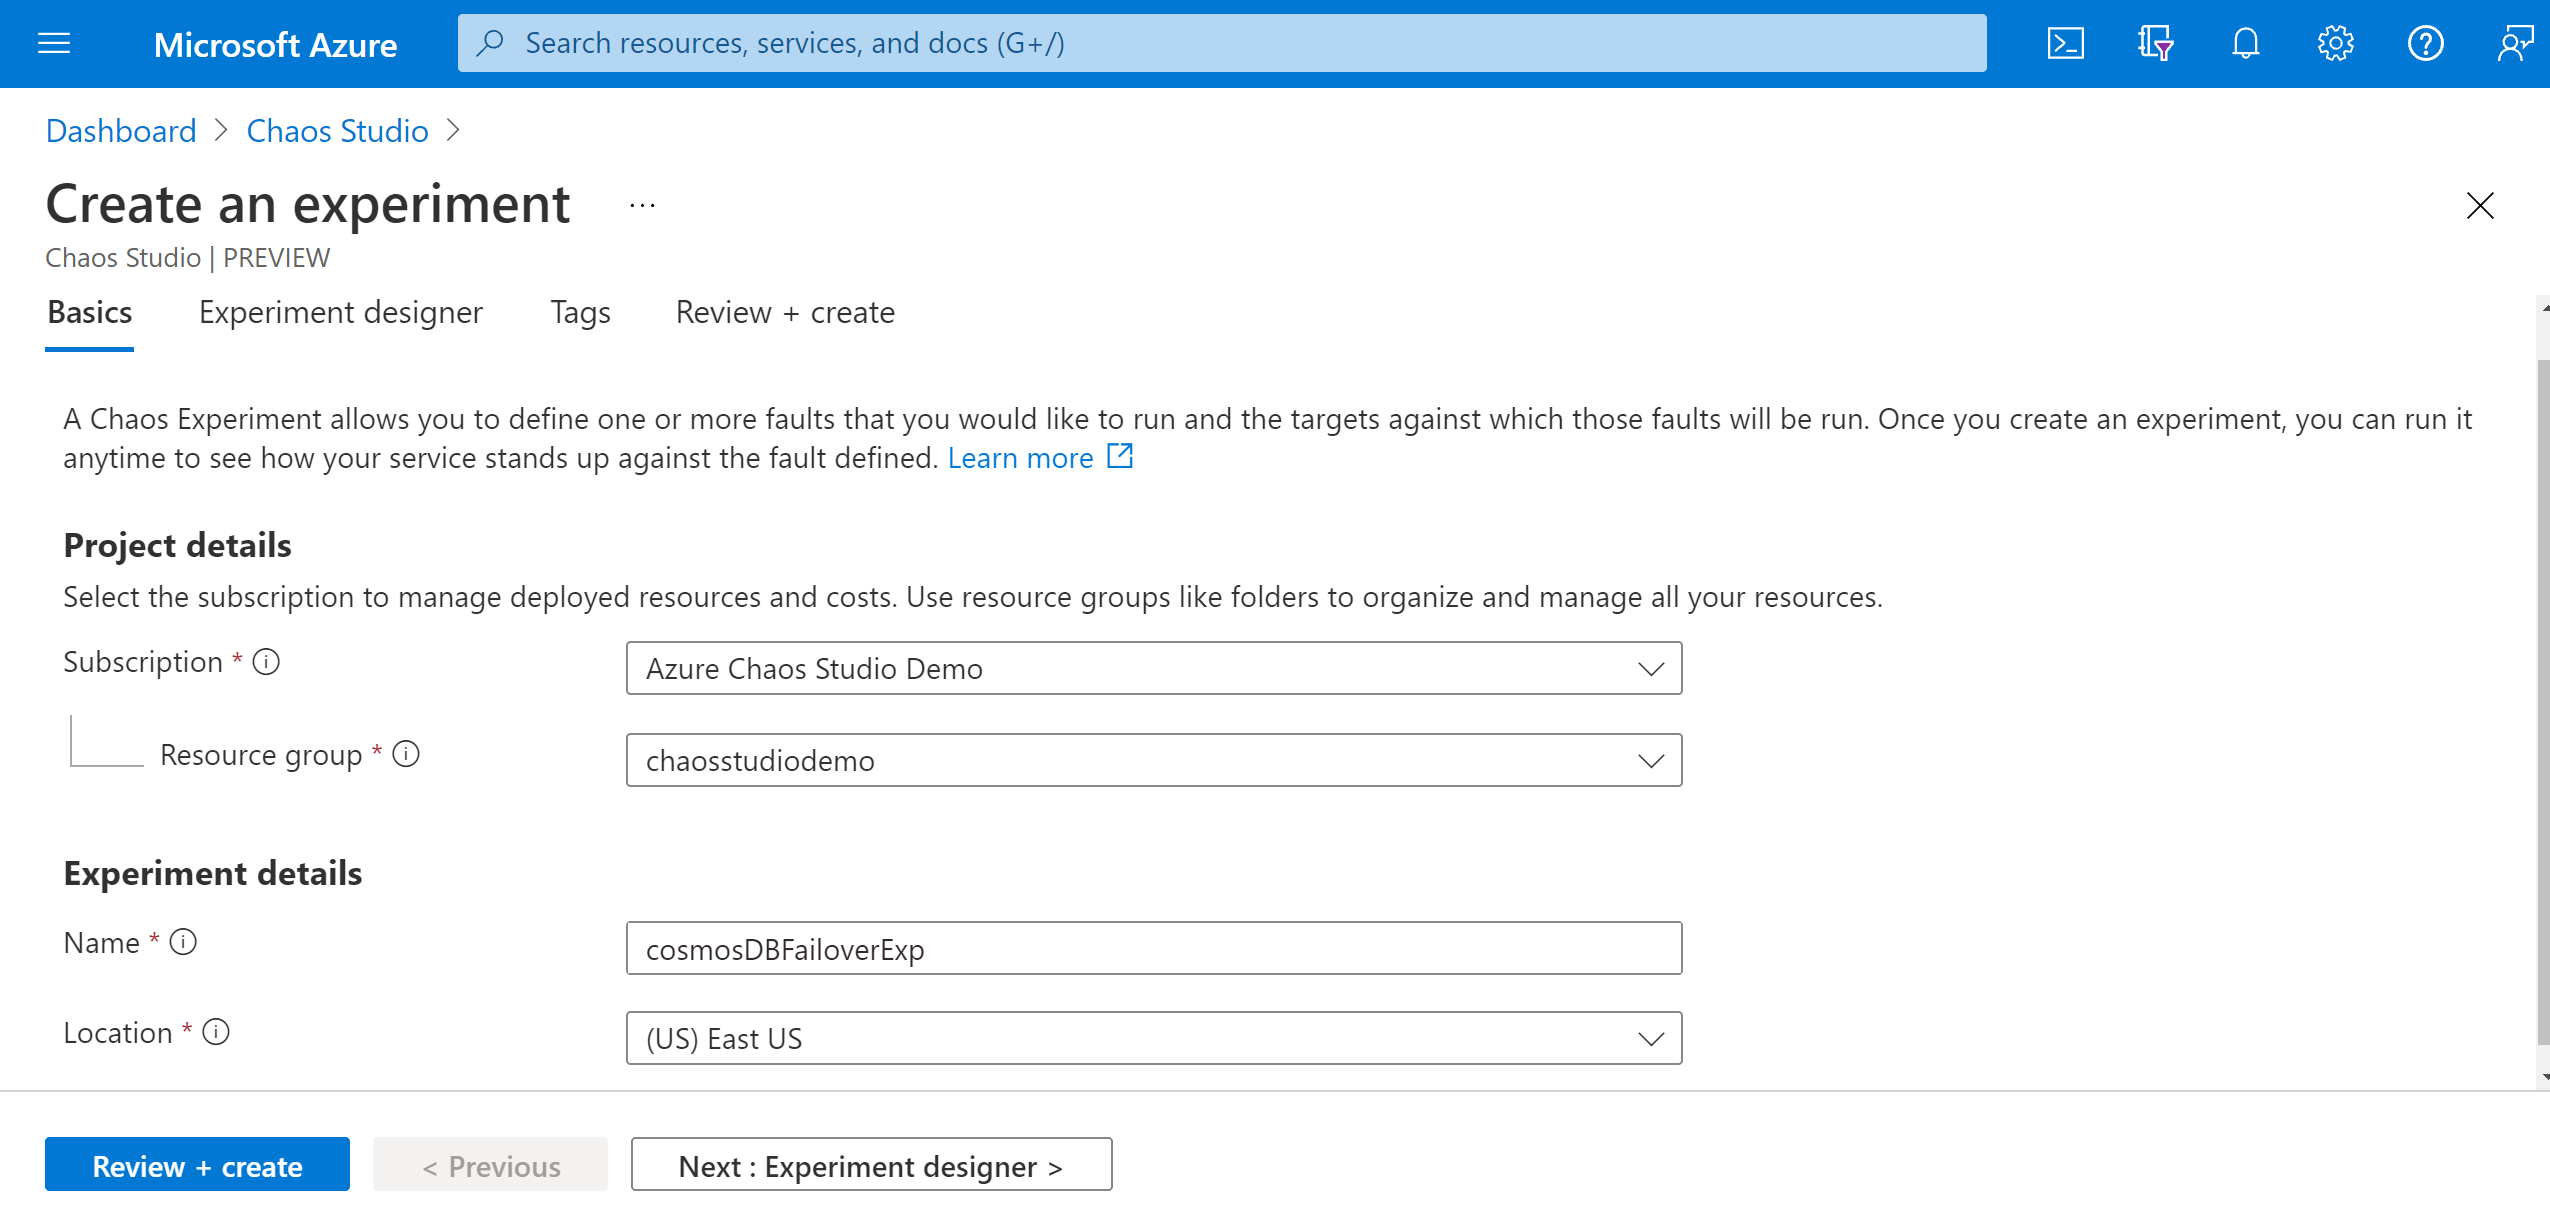 Microsoft Azure
Search resources, services, and docs (G+/)
Dashboard > Chaos Studio >
Create an experiment ...
Chaos Studio | PREVIEW
Basics Experiment designer Tags Review + create
A Chaos Experiment allows you to define one or more faults that you would like to run and the targets against which those faults will be run. Once you create an experiment, you can run it
anytime to see how your service stands up against the fault defined. Learn more
Project details
Select the subscription to manage deployed resources and costs. Use resource groups like folders to organize and manage all your resources.
Subscription * Azure Chaos Studio Demo
Resource group * chaosstudiodemo
Experiment details
Name * cosmosDBFailoverExp
Location * (US) East US
Review + create < Previous Next : Experiment designer >